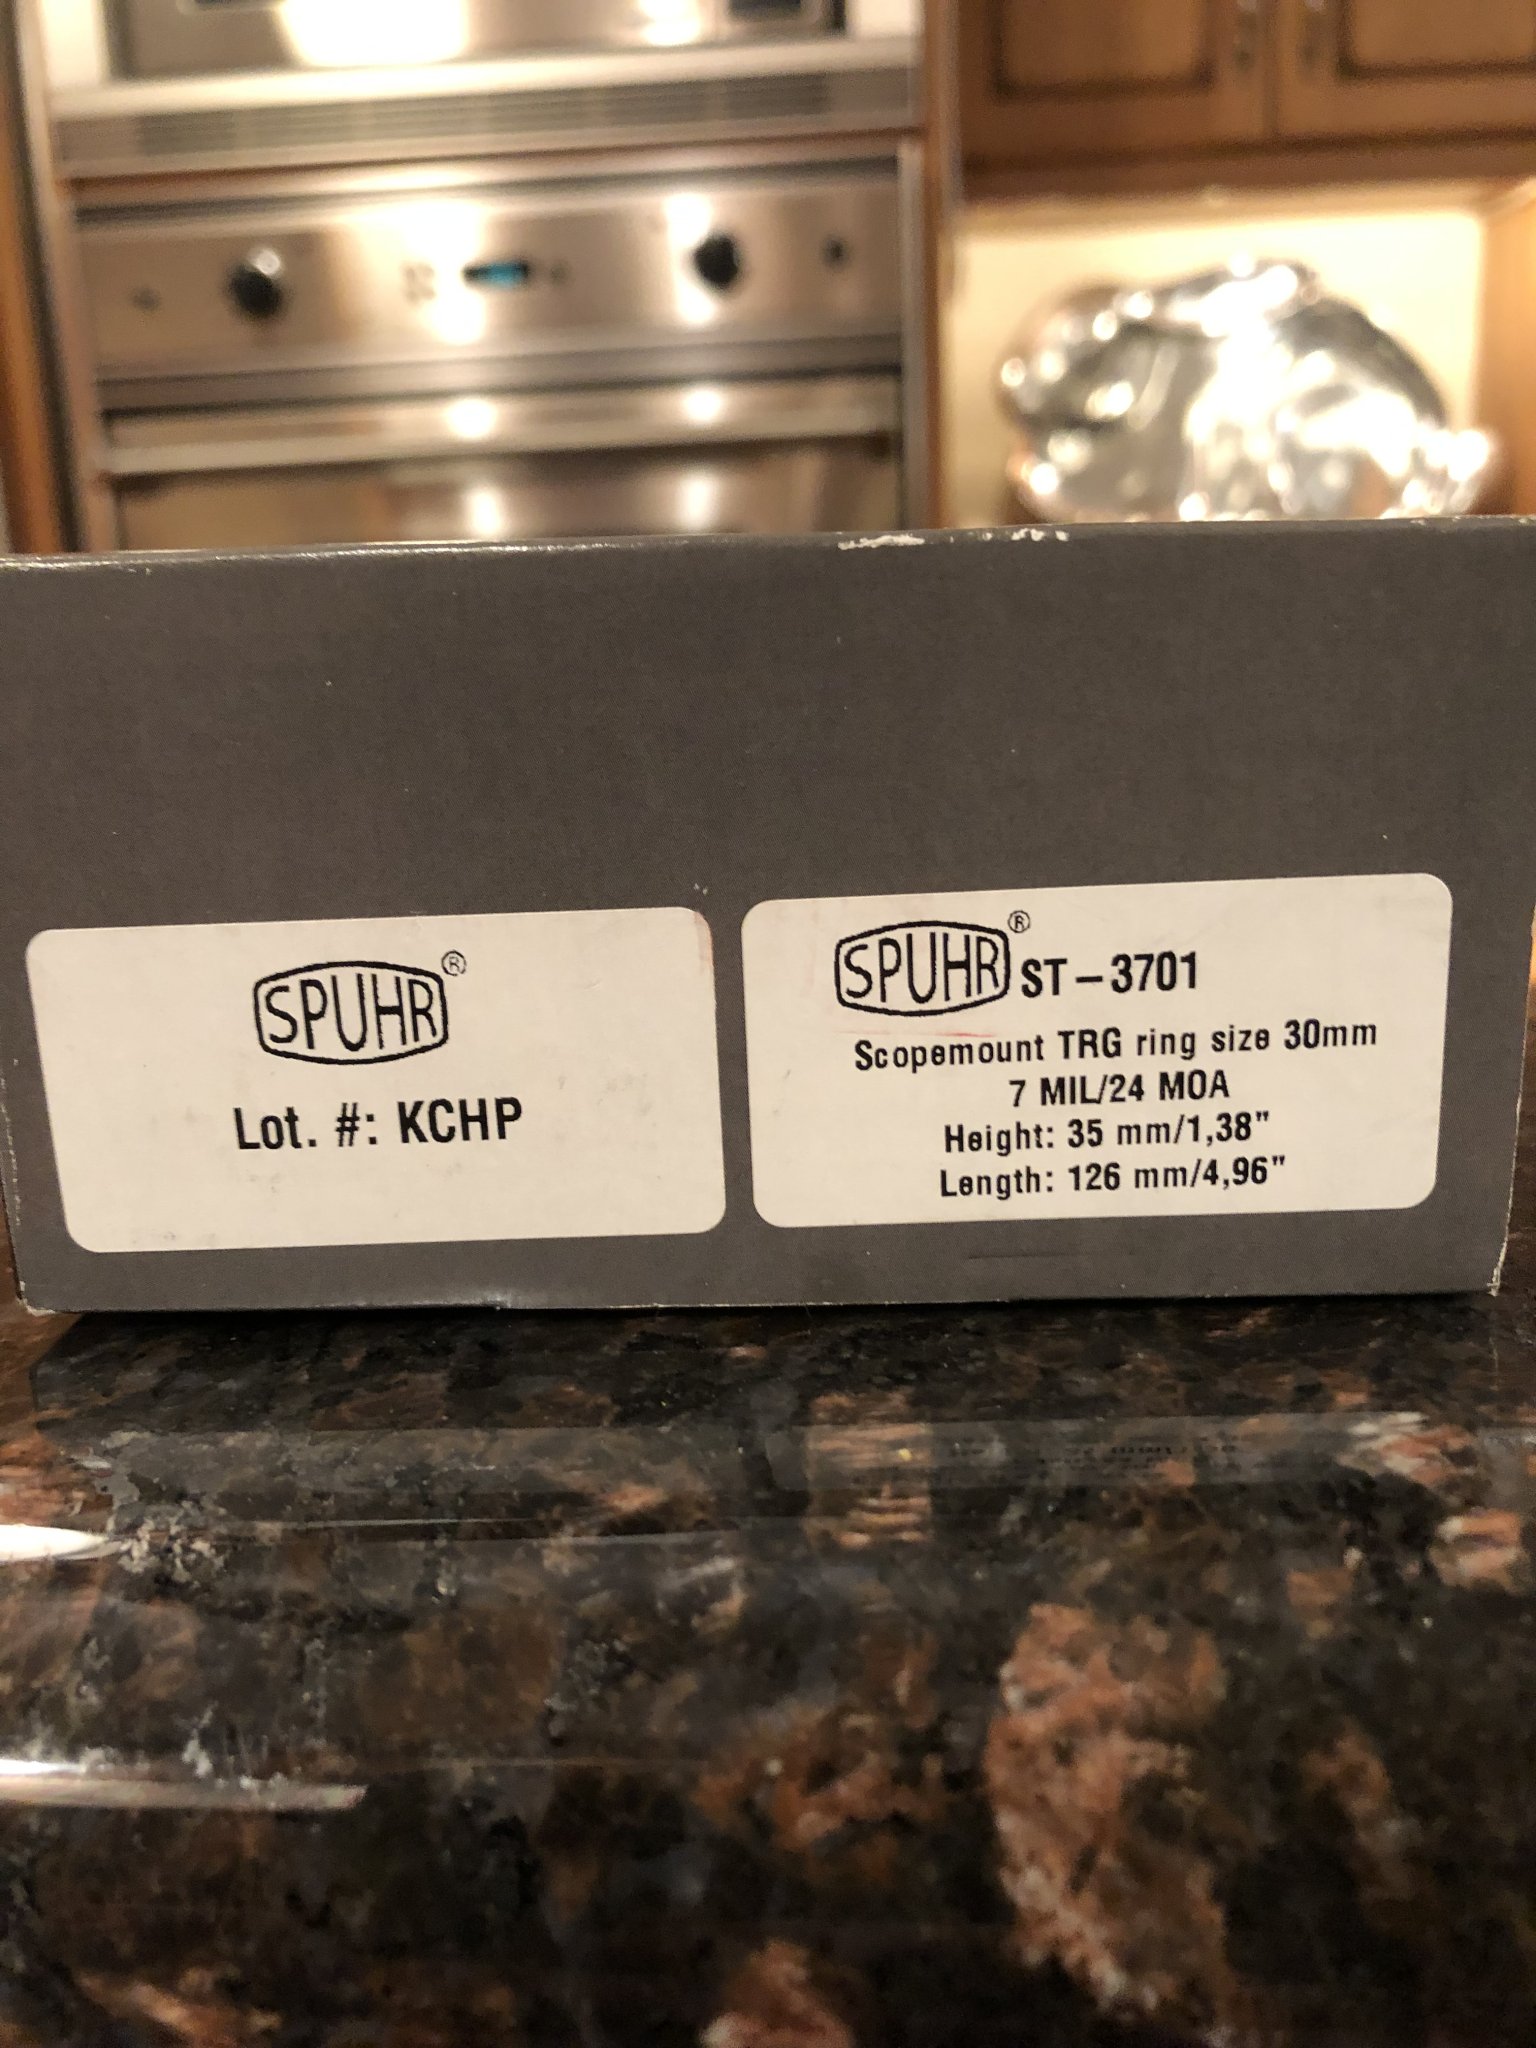 SPUHR®
Lot. #: KCHP
SPUHR® ST-3701
Scopemount TRG ring size 30mm
7 MIL/24 MOA
Height: 35 mm/1,38"
Length: 126 mm/4,96"